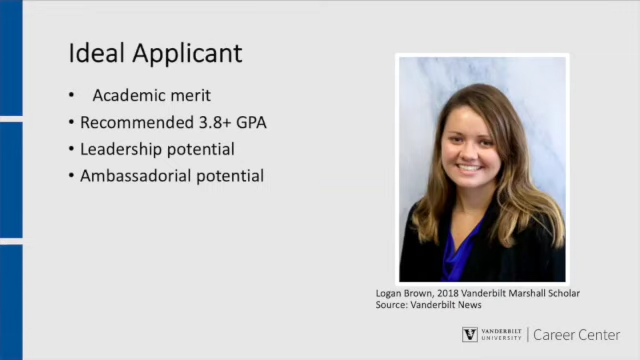 Ideal Applicant
• Academic merit
• Recommended 3.8+ GPA
• Leadership potential
• Ambassadorial potential
Logan Brown, 2018 Vanderbilt Marshall Scholar
Source: Vanderbilt News
V VANDERBILT UNIVERSITY | Career Center